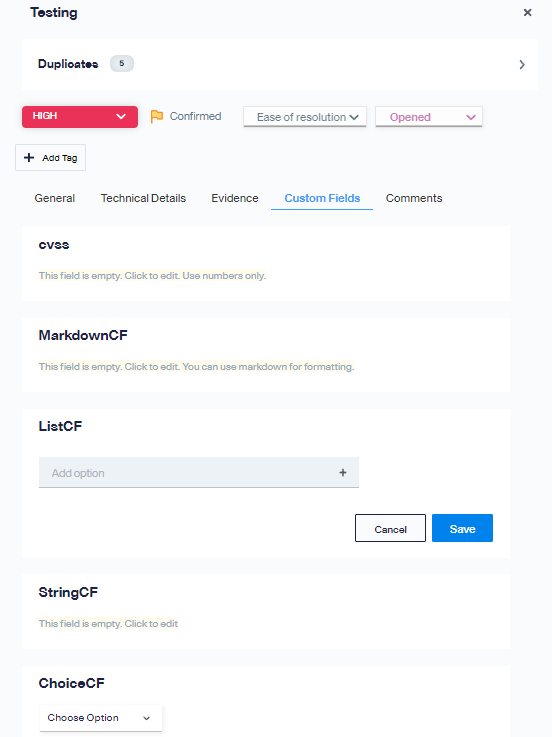 Testing
Duplicates 5
HIGH Confirmed Ease of resolution Opened
Add Tag
General Technical Details Evidence Custom Fields Comments
cvss
This field is empty. Click to edit. Use numbers only.
MarkdownCF
This field is empty. Click to edit. You can use markdown for formatting.
ListCF
Add option +
Cancel Save
StringCF
This field is empty. Click to edit
ChoiceCF
Choose Option